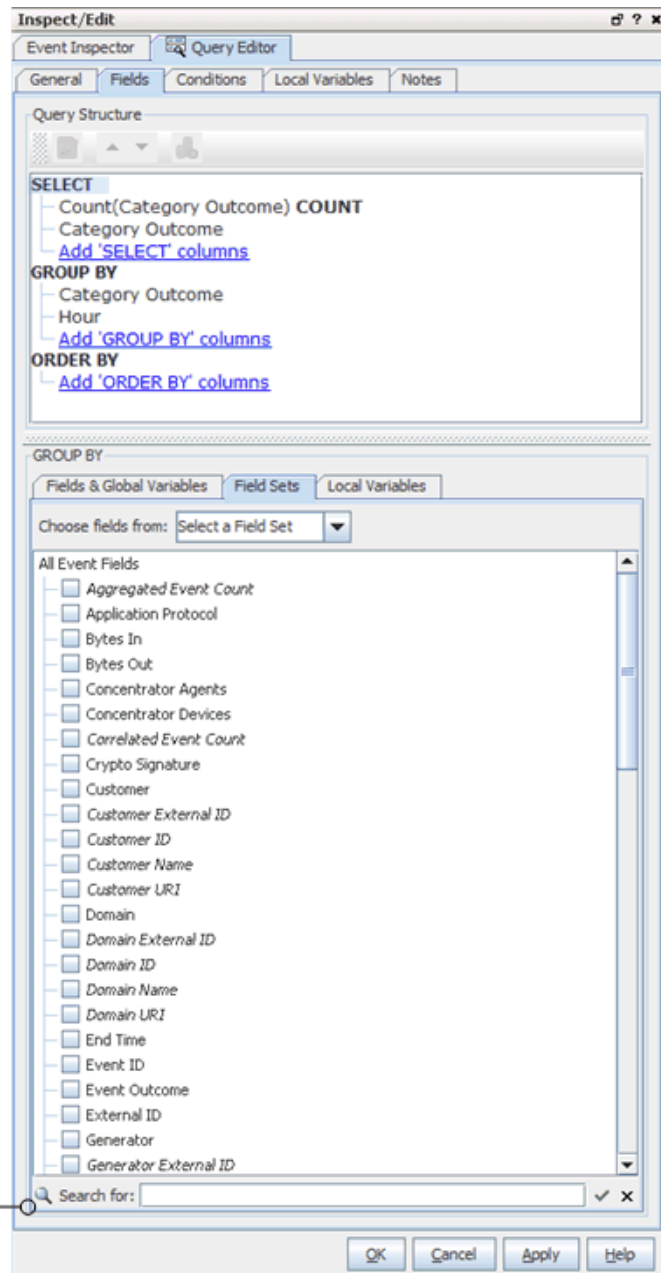 Inspect/Edit
Event Inspector Query Editor
General Fields Conditions Local Variables Notes
Query Structure
SELECT
Count(Category Outcome) COUNT
Category Outcome
Add 'SELECT' columns
GROUP BY
Category Outcome
Hour
Add 'GROUP BY' columns
ORDER BY
Add 'ORDER BY' columns
GROUP BY
Fields & Global Variables Field Sets Local Variables
Choose fields from: Select a Field Set
All Event Fields
Aggregated Event Count
Application Protocol
Bytes In
Bytes Out
Concentrator Agents
Concentrator Devices
Correlated Event Count
Crypto Signature
Customer
Customer External ID
Customer ID
Customer Name
Customer URI
Domain
Domain External ID
Domain ID
Domain Name
Domain URI
End Time
Event ID
Event Outcome
External ID
Generator
Generator External ID
Search for:
OK Cancel Apply Help